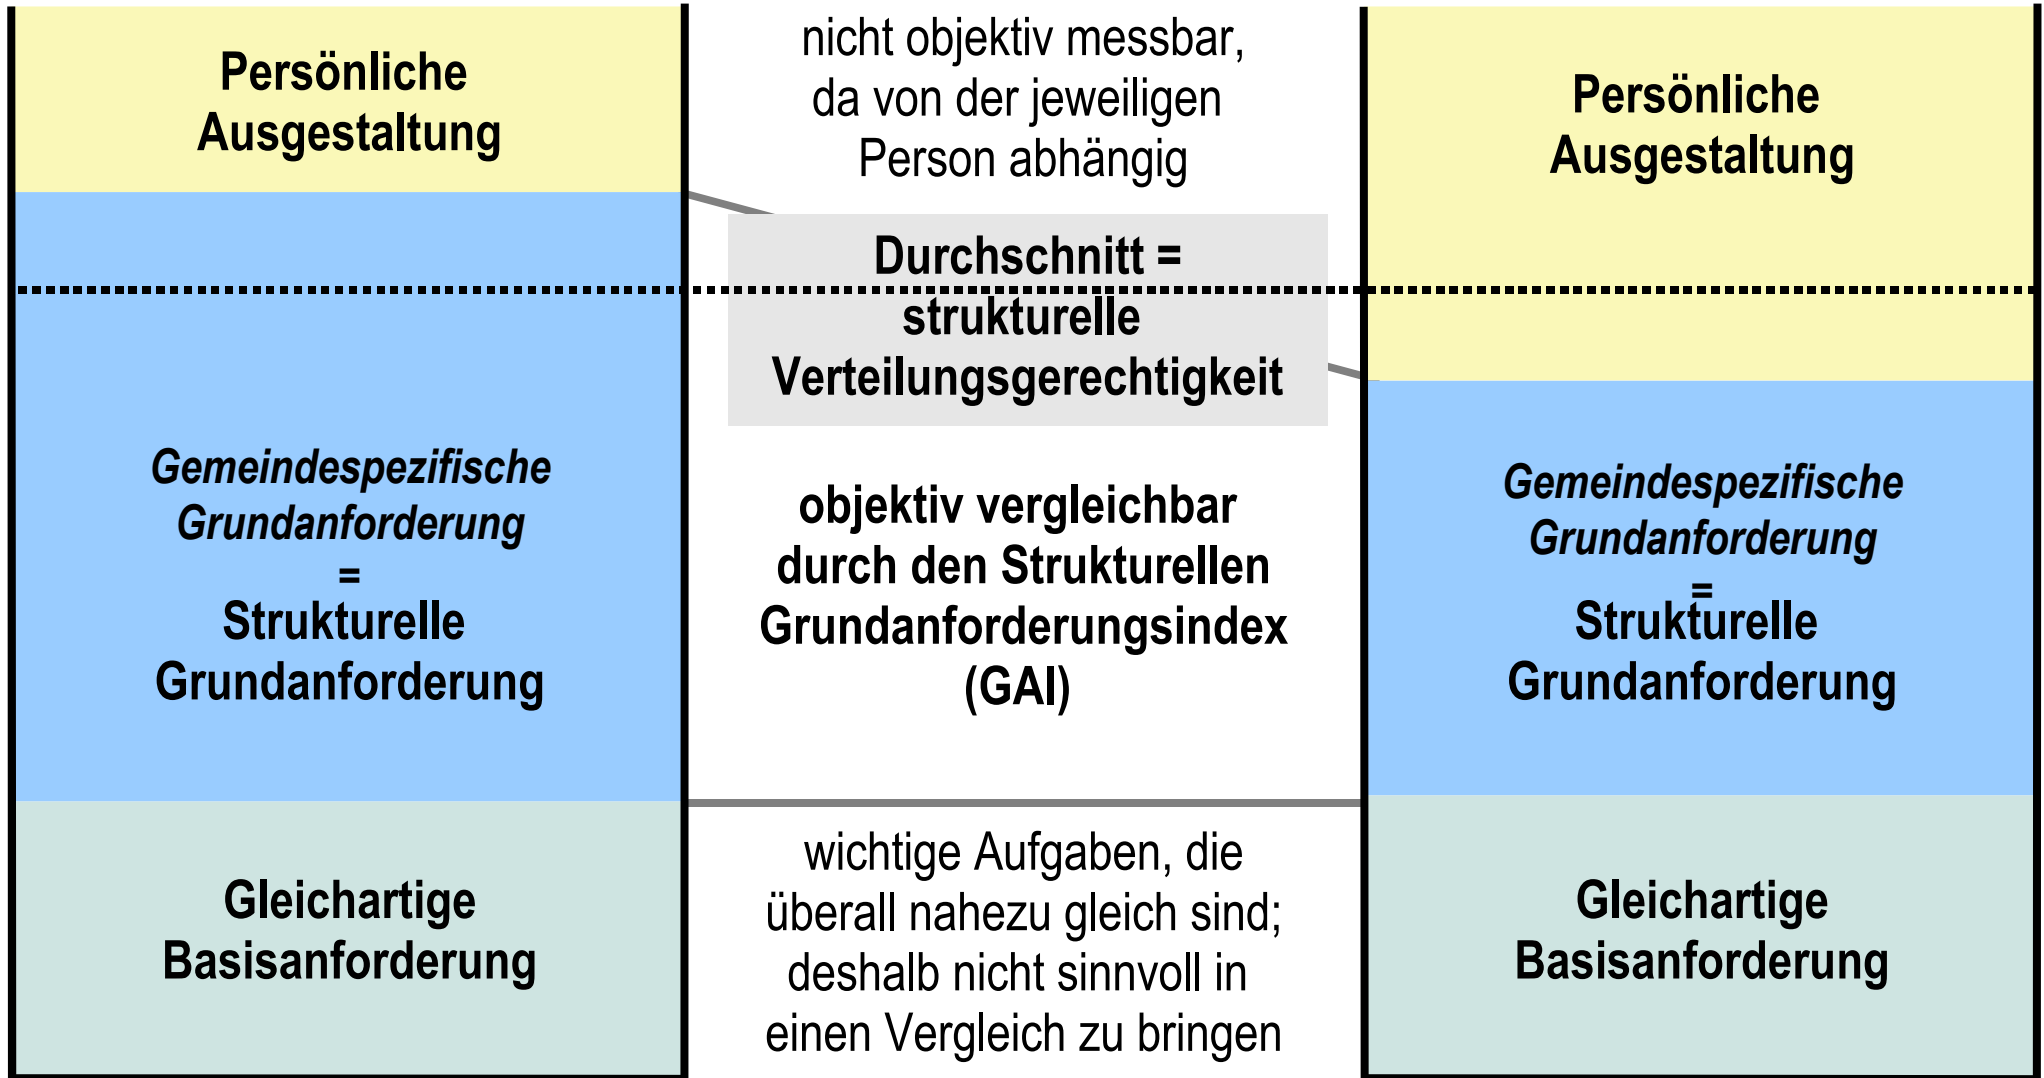 Persönliche
Ausgestaltung
Gemeindespezifische
Grundanforderung
=
Strukturelle
Grundanforderung
Gleichartige
Basisanforderung
nicht objektiv messbar,
da von der jeweiligen
Person abhängig
Durchschnitt =
strukturelle
Verteilungsgerechtigkeit
objektiv vergleichbar
durch den Strukturellen
Grundanforderungsindex
(GAI)
wichtige Aufgaben, die
überall nahezu gleich sind;
deshalb nicht sinnvoll in
einen Vergleich zu bringen
Persönliche
Ausgestaltung
Gemeindespezifische
Grundanforderung
=
Strukturelle
Grundanforderung
Gleichartige
Basisanforderung